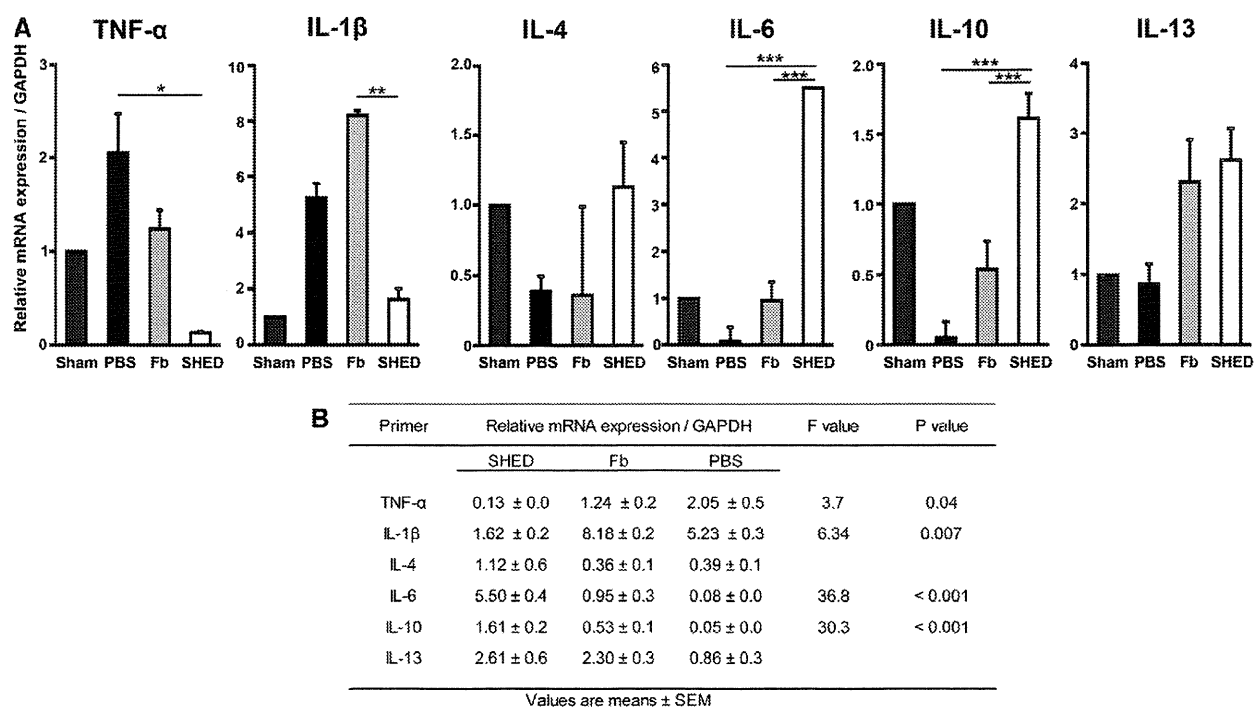 A
TNF-α
IL-1β
IL-4
IL-6
IL-10
IL-13
Relative mRNA expression / GAPDH
3
2
1
0
*
Sham PBS Fb SHED
10
8
6
4
2
0
**
Sham PBS Fb SHED
2.0
1.5
1.0
0.5
0
Sham PBS Fb SHED
6
5
4
3
2
1
0
***
***
Sham PBS Fb SHED
2.0
1.5
1.0
0.5
0
***
***
Sham PBS Fb SHED
4
3
2
1
0
Sham PBS Fb SHED
B
Primer Relative mRNA expression / GAPDH F value P value
SHED Fb PBS
TNF-α 0.13 ± 0.0 1.24 ± 0.2 2.05 ± 0.5 3.7 0.04
IL-1β 1.62 ± 0.2 8.18 ± 0.2 5.23 ± 0.3 6.34 0.007
IL-4 1.12 ± 0.6 0.36 ± 0.1 0.39 ± 0.1
IL-6 5.50 ± 0.4 0.95 ± 0.3 0.08 ± 0.0 36.8 < 0.001
IL-10 1.61 ± 0.2 0.53 ± 0.1 0.05 ± 0.0 30.3 < 0.001
IL-13 2.61 ± 0.6 2.30 ± 0.3 0.86 ± 0.3
Values are means ± SEM